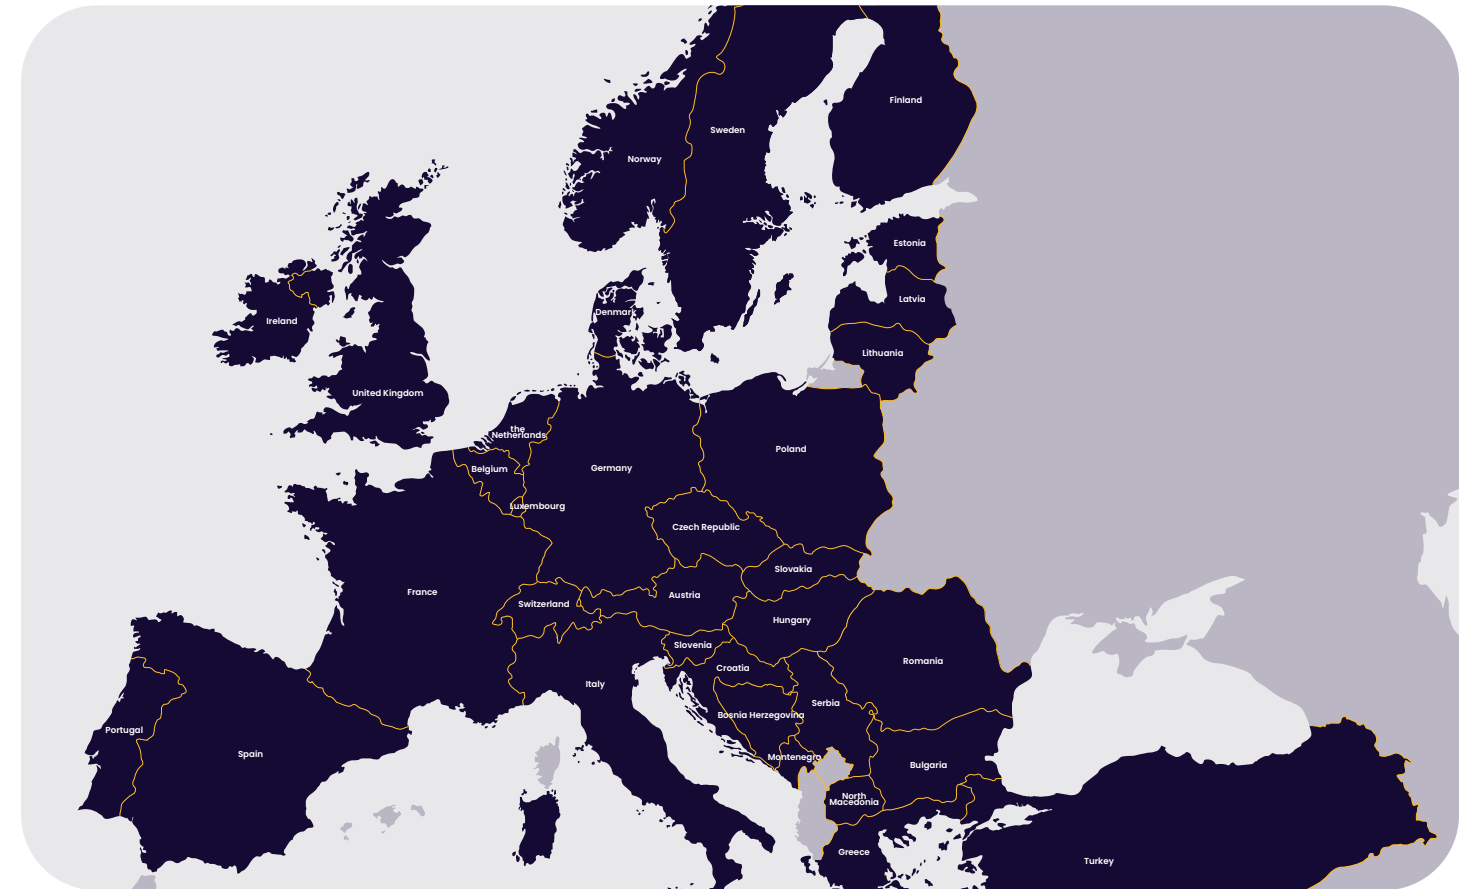 Finland
Sweden
Norway
Estonia
Latvia
Denmark
Ireland
Lithuania
United Kingdom
the
Netherlands
Poland
Germany
Belgium
Luxembourg
Czech Republic
Slovakia
France
Austria
Switzerland
Hungary
Slovenia
Romania
Croatia
Italy
Serbia
Bosnia Herzegovina
Portugal
Spain
Montenegro
Bulgaria
North
Macedonia
Greece
Turkey